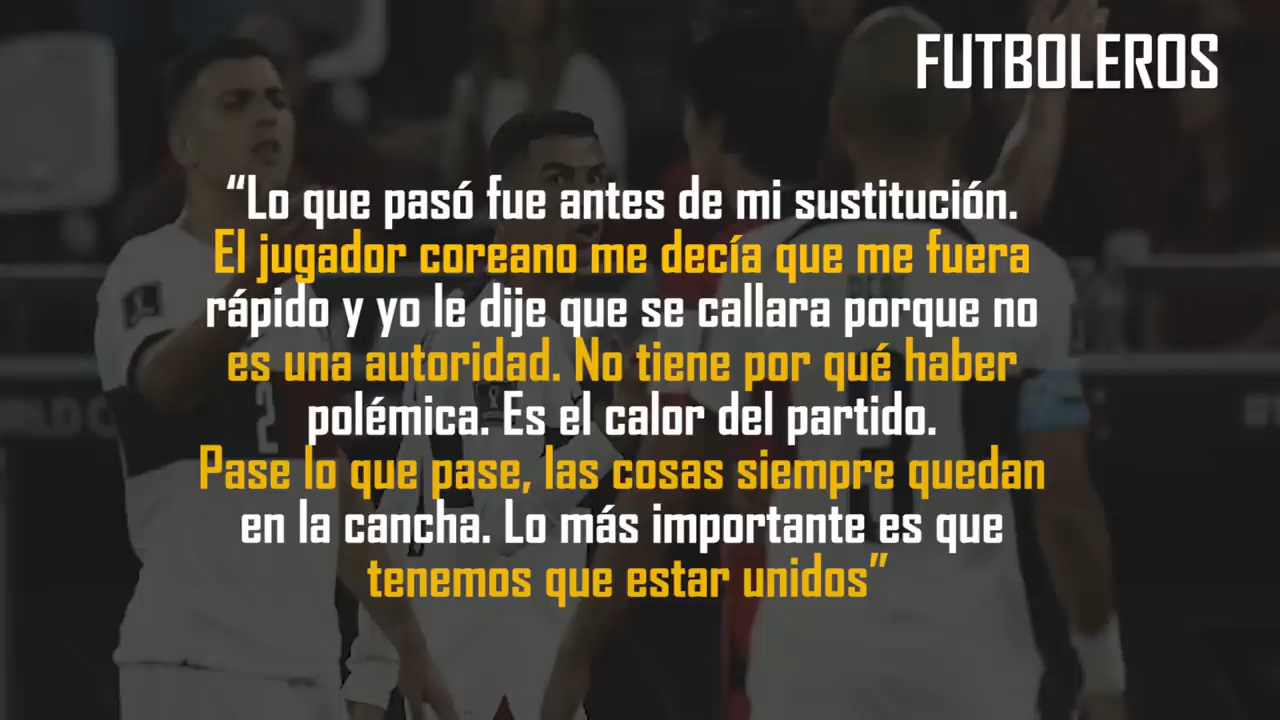 FUTBOLEROS
“Lo que pasó fue antes de mi sustitución.
El jugador coreano me decía que me fuera
rápido y yo le dije que se callara porque no
es una autoridad. No tiene por qué haber
polémica. Es el calor del partido.
Pase lo que pase, las cosas siempre quedan
en la cancha. Lo más importante es que
tenemos que estar unidos”
2